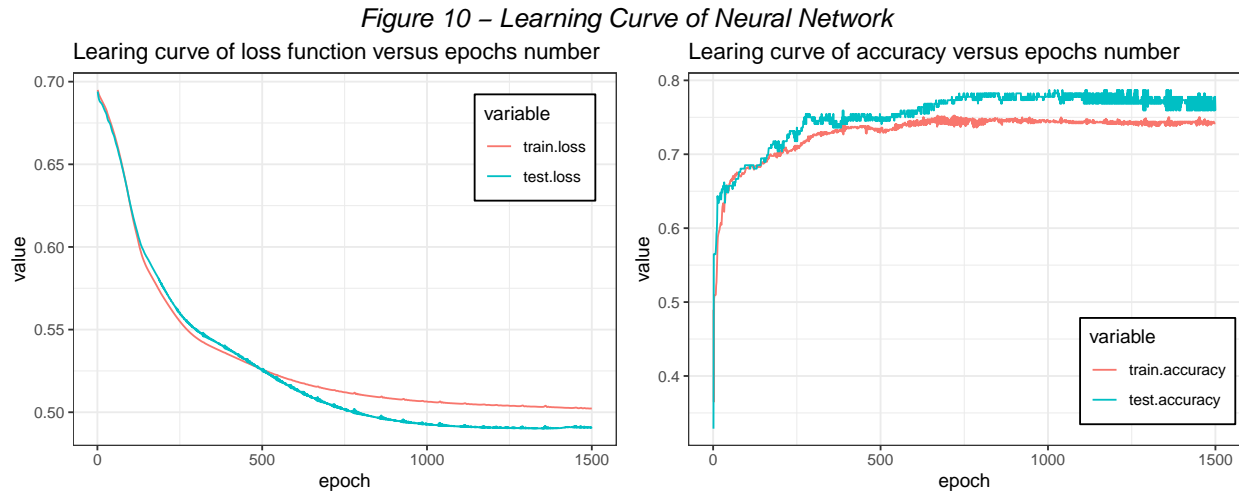 Figure 10 – Learning Curve of Neural Network
Learing curve of loss function versus epochs number
0.70
0.65
0.60
0.55
0.50
value
0
500
1000
1500
epoch
variable
train.loss
test.loss
Learing curve of accuracy versus epochs number
0.8
0.7
0.6
0.5
0.4
value
0
500
1000
1500
epoch
variable
train.accuracy
test.accuracy